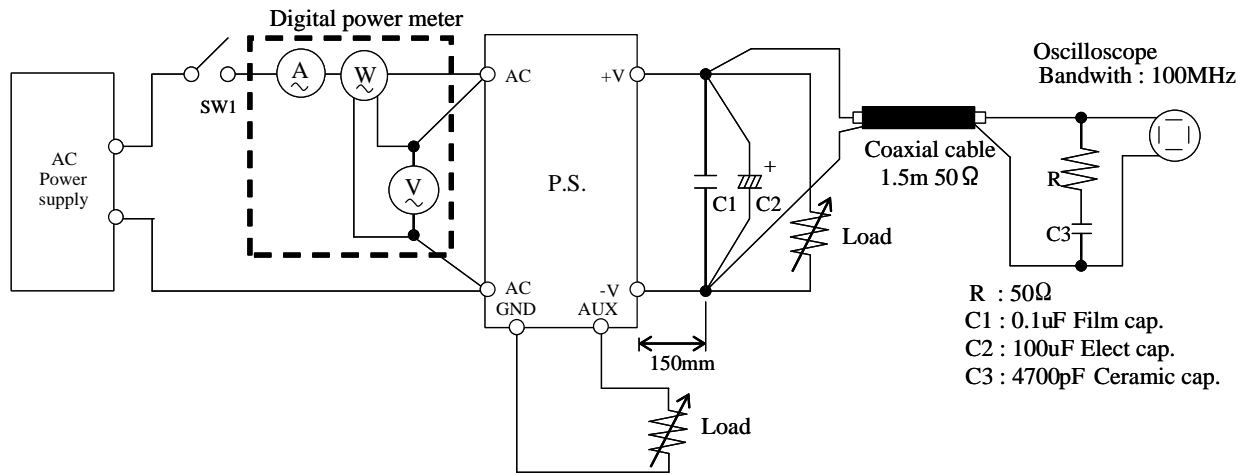 Digital power meter
A
W
V
SW1
AC
Power
supply
AC
AC
GND
AUX
P.S.
+V
-V
C1
+
C2
Load
150mm
Load
Coaxial cable
1.5m 50Ω
Oscilloscope
Bandwith : 100MHz
R
C3
R : 50Ω
C1 : 0.1uF Film cap.
C2 : 100uF Elect cap.
C3 : 4700pF Ceramic cap.